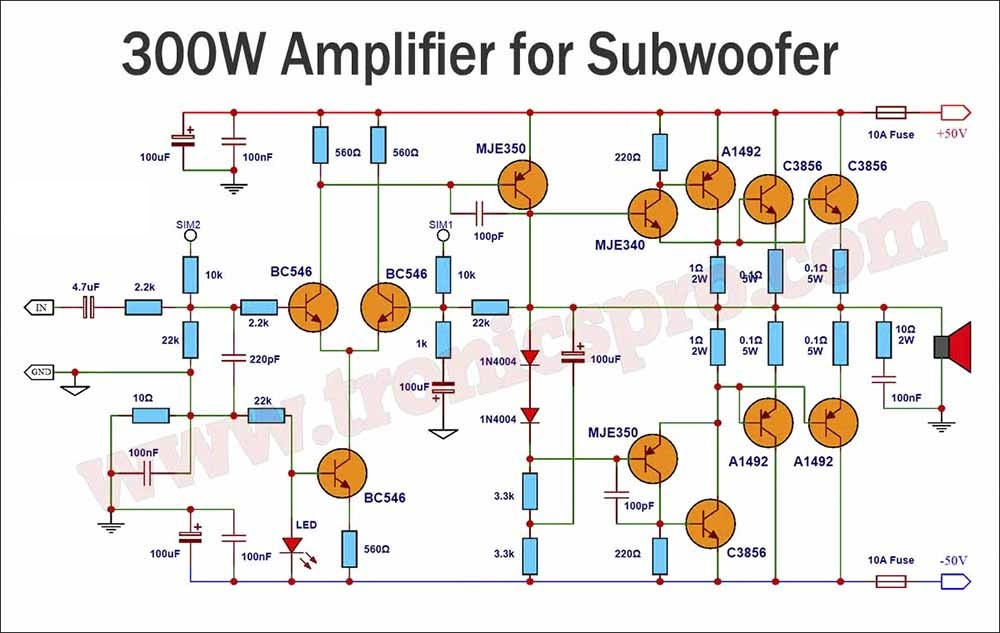 300W Amplifier for Subwoofer
10A Fuse
+50V
100uF
100nF
560Ω
560Ω
MJE350
220Ω
A1492
C3856
C3856
100pF
MJE340
SIM2
SIM1
10k
BC546
BC546
10k
1Ω
2W
0.1Ω
5W
0.1Ω
5W
IN
4.7uF
2.2k
2.2k
22k
22k
220pF
1k
1N4004
100uF
1Ω
2W
0.1Ω
5W
0.1Ω
5W
10Ω
2W
GND
100uF
100nF
10Ω
22k
1N4004
www.tronicspro.com
100nF
MJE350
A1492
A1492
BC546
3.3k
100pF
LED
100uF
100nF
560Ω
3.3k
220Ω
C3856
10A Fuse
-50V